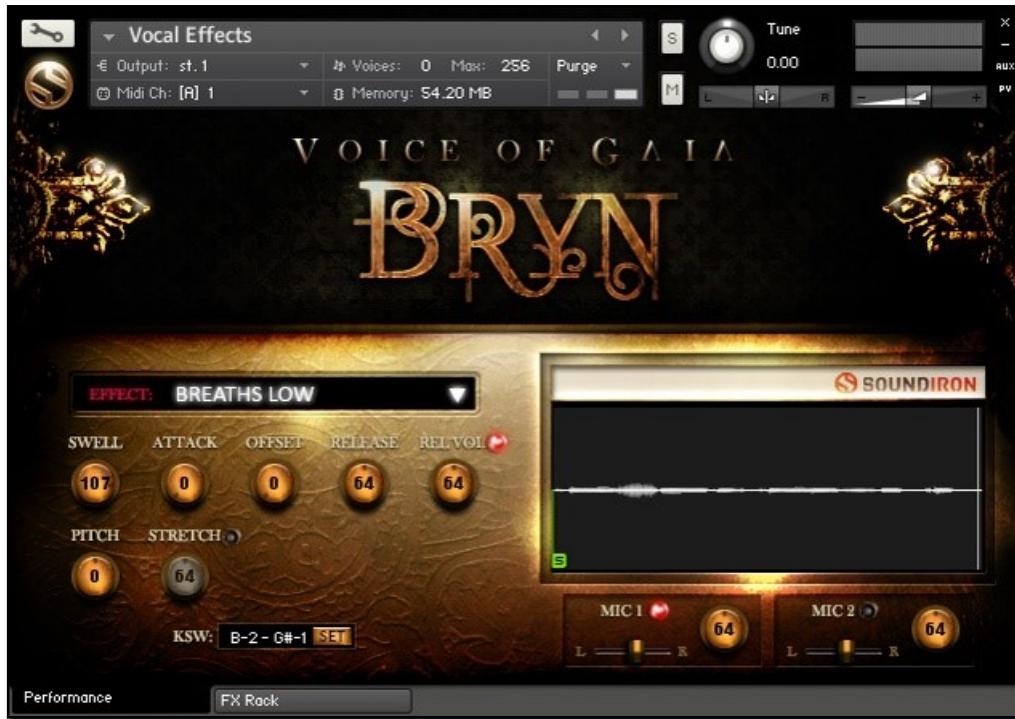 Vocal Effects
S
Tune
0.00
Output: st.1
Voices: 0 Max: 256
Purge
AUX
Midi Ch: [A] 1
Memory: 54.20 MB
M
L R
- +
PV
VOICE OF GAIA
BRYN
SOUNDIRON
EFFECT: BREATHS LOW
SWELL ATTACK OFFSET RELEASE REL VOL
107 0 0 64 64
PITCH STRETCH
0 64
S
KSW: B-2 - G#-1 SET
MIC 1 64
L R
MIC 2 64
L R
Performance
FX Rack